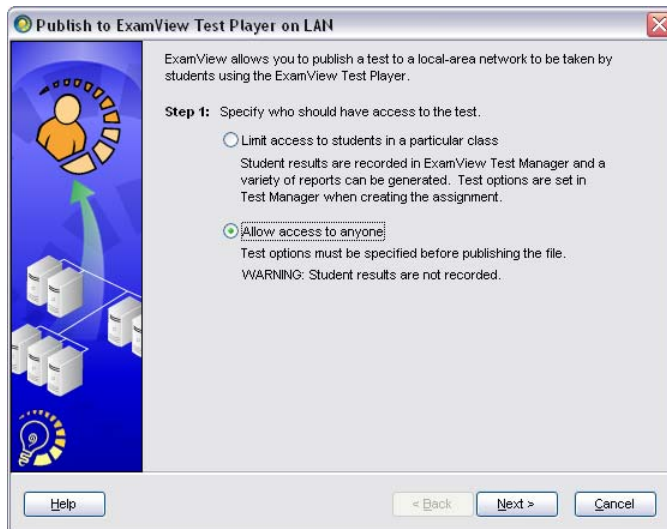 Publish to ExamView Test Player on LAN
ExamView allows you to publish a test to a local-area network to be taken by
students using the ExamView Test Player.
Step 1: Specify who should have access to the test.
Limit access to students in a particular class
Student results are recorded in ExamView Test Manager and a
variety of reports can be generated. Test options are set in
Test Manager when creating the assignment.
Allow access to anyone
Test options must be specified before publishing the file.
WARNING: Student results are not recorded.
Help < Back Next > Cancel